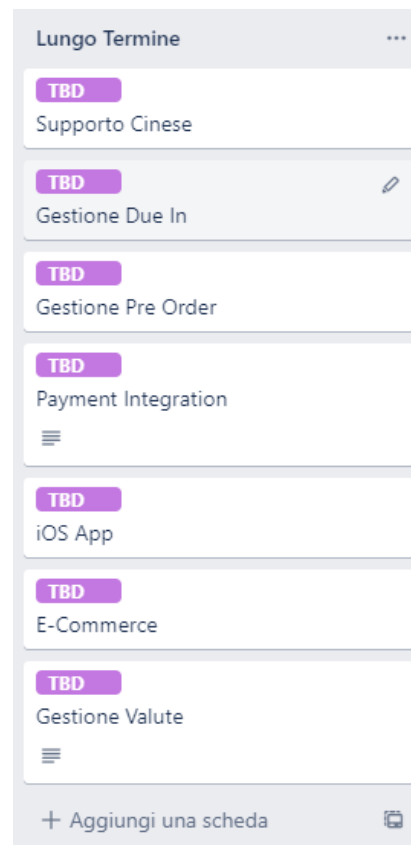 Lungo Termine
TBD
Supporto Cinese
TBD
Gestione Due In
TBD
Gestione Pre Order
TBD
Payment Integration
TBD
iOS App
TBD
E-Commerce
TBD
Gestione Valute
+ Aggiungi una scheda